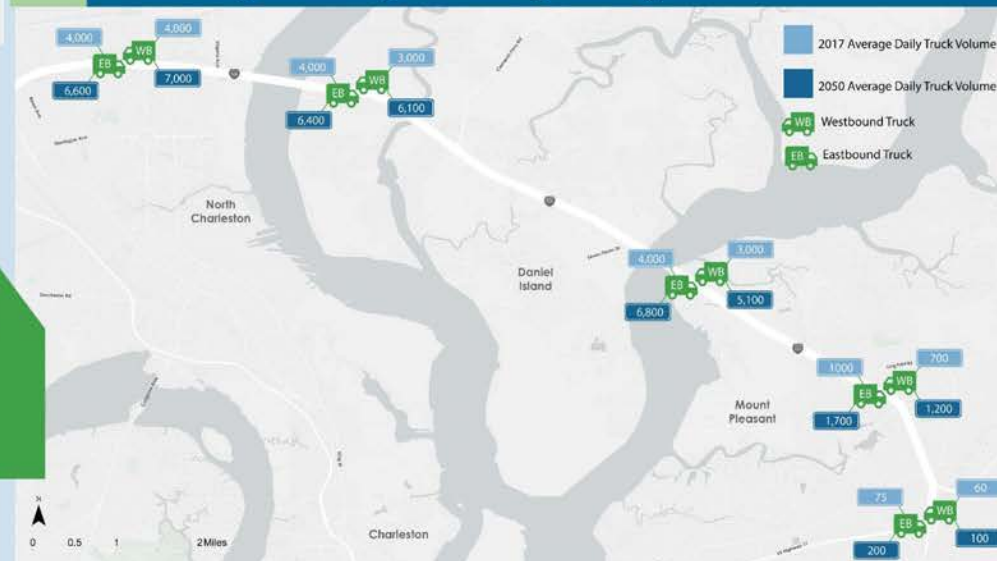 2017 Average Daily Truck Volume
2050 Average Daily Truck Volume
WB Westbound Truck
EB Eastbound Truck
4,000
4,000
EB
WB
6,600
7,000
4,000
3,000
EB
WB
6,400
6,100
North
Charleston
Daniel
Island
4,000
3,000
EB
WB
6,800
5,100
1000
700
EB
WB
1,700
1,200
Mount
Pleasant
75
60
EB
WB
200
100
Charleston
N
0 0.5 1 2 Miles